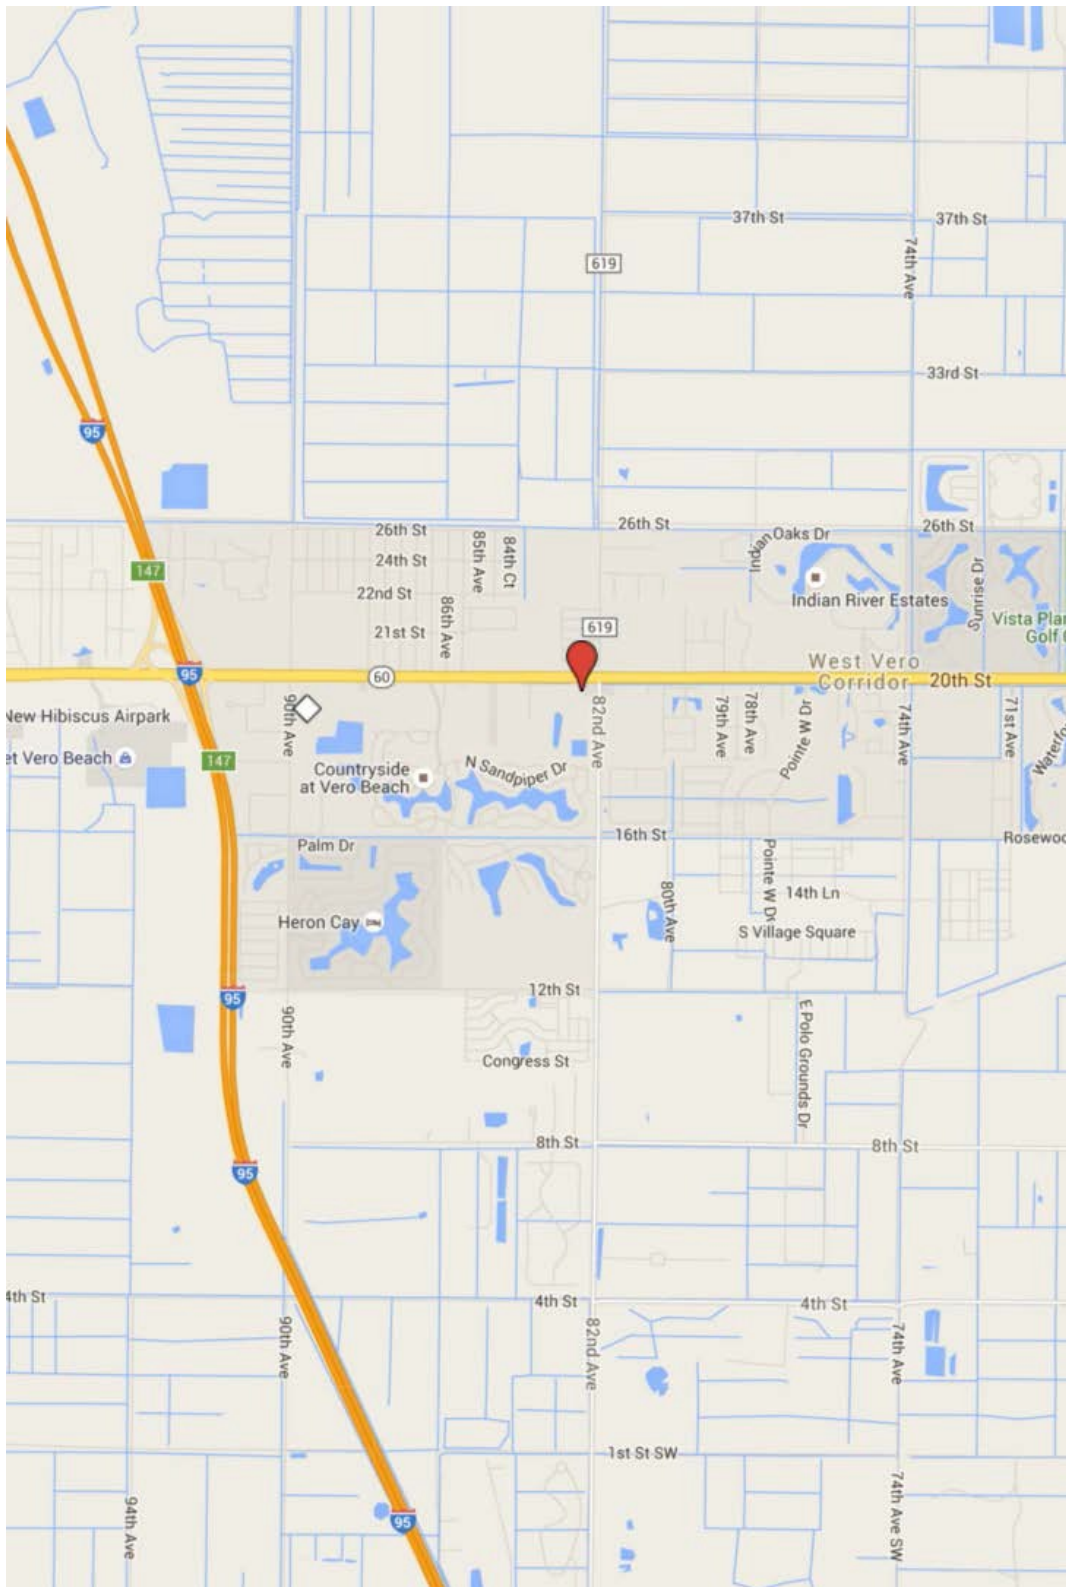 37th St
37th St
619
74th Ave
33rd St
95
26th St
26th St
26th St
Oaks Dr
85th Ave
84th Ct
24th St
147
22nd St
Indian River Estates
Sunrise Dr
86th Ave
21st St
619
Vista Plan
Golf
95
60
West Vero
Corridor
20th St
New Hibiscus Airpark
90th Ave
82nd Ave
79th Ave
78th Ave
Pointe W Dr
74th Ave
71st Ave
et Vero Beach
147
Countryside
at Vero Beach
N Sandpiper Dr
16th St
Palm Dr
Pointe W Dr
14th Ln
80th Ave
Heron Cay
S Village Square
12th St
95
90th Ave
E Polo Grounds Dr
Congress St
8th St
8th St
95
4th St
4th St
4th St
90th Ave
82nd Ave
74th Ave
1st St SW
94th Ave
95
74th Ave SW